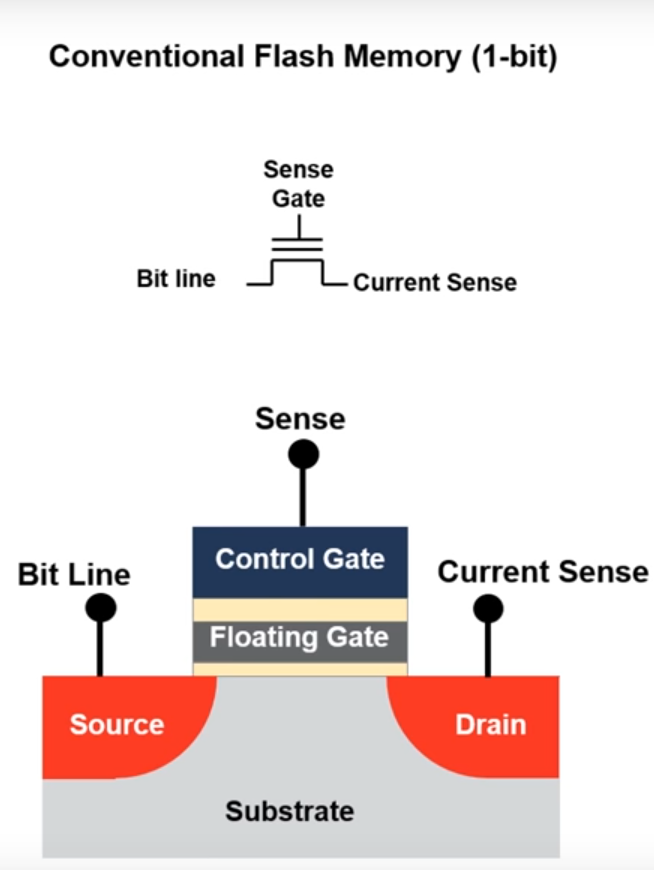 Conventional Flash Memory (1-bit)
Sense
Gate
Bit line
Current Sense
Sense
Control Gate
Bit Line
Current Sense
Floating Gate
Source
Drain
Substrate